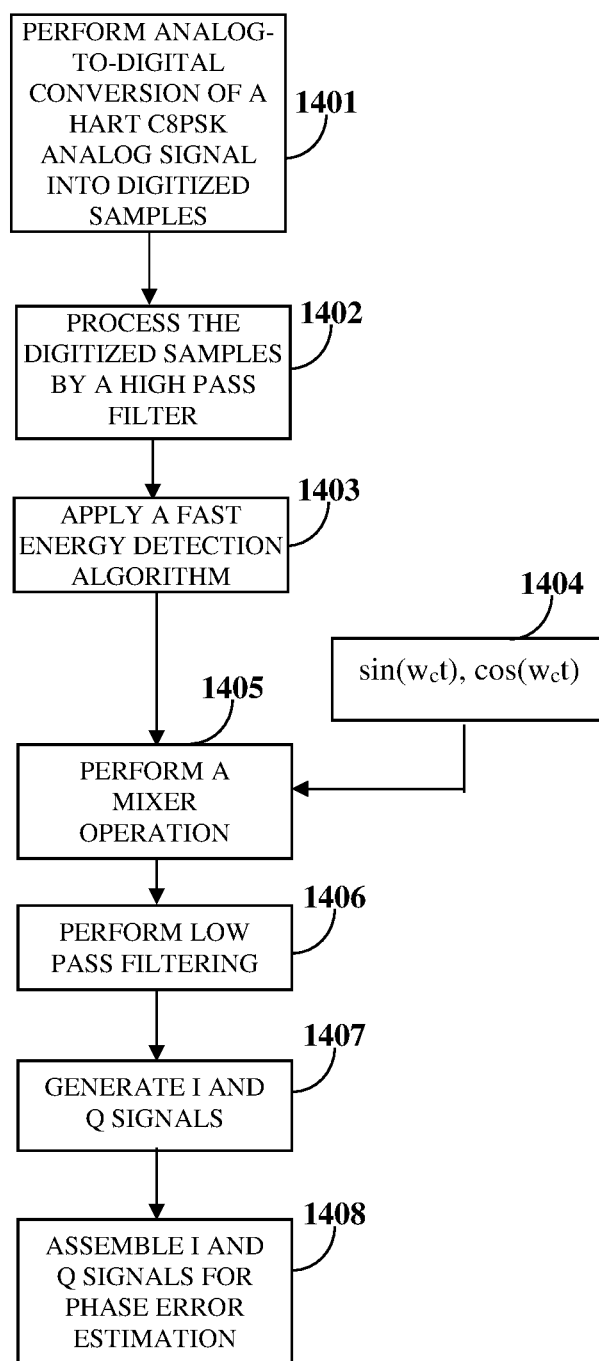 PERFORM ANALOG-
TO-DIGITAL
CONVERSION OF A
HART C8PSK
ANALOG SIGNAL
INTO DIGITIZED
SAMPLES
1401
1402
PROCESS THE
DIGITIZED SAMPLES
BY A HIGH PASS
FILTER
1403
APPLY A FAST
ENERGY DETECTION
ALGORITHM
1404
sin(w𝒸t), cos(w𝒸t)
1405
PERFORM A
MIXER
OPERATION
1406
PERFORM LOW
PASS FILTERING
1407
GENERATE I AND
Q SIGNALS
1408
ASSEMBLE I AND
Q SIGNALS FOR
PHASE ERROR
ESTIMATION